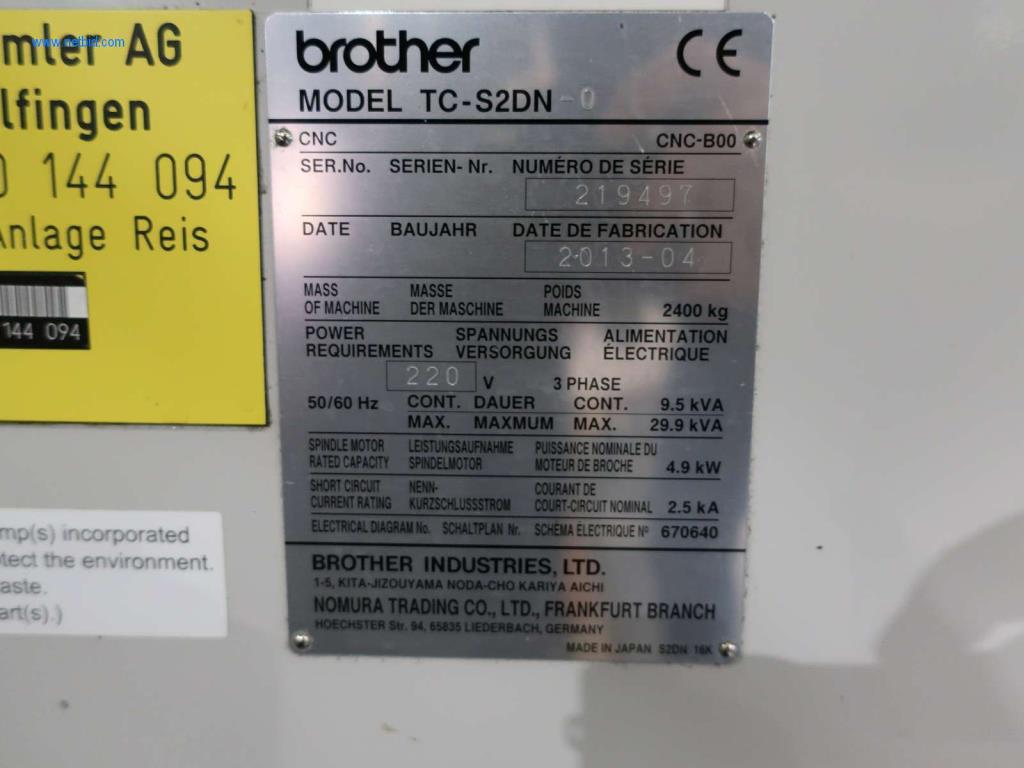 www.netbid.com
mler AG
lfingen
144 094
Anlage Reis
144 094
mp(s) incorporated
tect the environment.
aste.
art(s).)
brother CE
MODEL TC-S2DN-0
CNC CNC-B00
SER.No. SERIEN- Nr. NUMÉRO DE SÉRIE
219497
DATE BAUJAHR DATE DE FABRICATION
2013-04
MASS MASSE POIDS
OF MACHINE DER MASCHINE MACHINE 2400 kg
POWER SPANNUNGS ALIMENTATION
REQUIREMENTS VERSORGUNG ÉLECTRIQUE
220 V 3 PHASE
50/60 Hz CONT. DAUER CONT. 9.5 kVA
MAX. MAXMUM MAX. 29.9 kVA
SPINDLE MOTOR LEISTUNGSAUFNAHME PUISSANCE NOMINALE DU
RATED CAPACITY SPINDELMOTOR MOTEUR DE BROCHE 4.9 kW
SHORT CIRCUIT NENN- COURANT DE
CURRENT RATING KURZSCHLUSSSTROM COURT-CIRCUIT NOMINAL 2.5 kA
ELECTRICAL DIAGRAM No. SCHALTPLAN Nr. SCHÉMA ÉLECTRIQUE Nº 670640
BROTHER INDUSTRIES, LTD.
1-5, KITA-JIZOUYAMA NODA-CHO KARIYA AICHI
NOMURA TRADING CO., LTD., FRANKFURT BRANCH
HOECHSTER Str. 94, 65835 LIEDERBACH, GERMANY
MADE IN JAPAN S2DN 16K